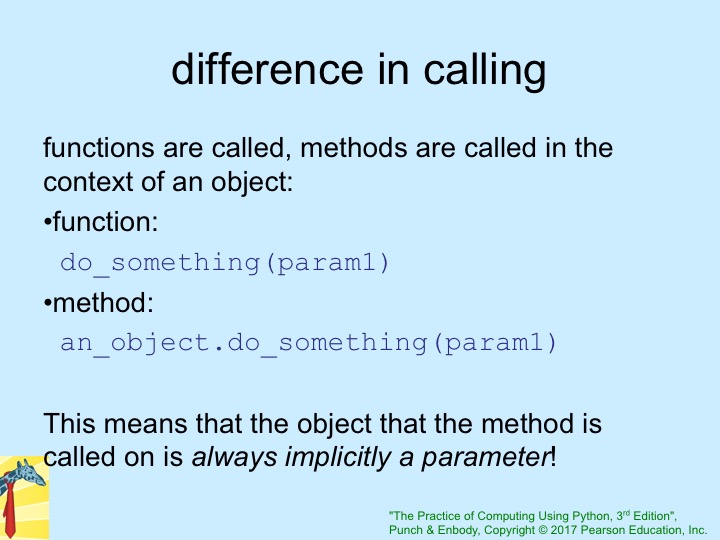 difference in calling
functions are called, methods are called in the
context of an object:
•function:
do_something(param1)
•method:
an_object.do_something(param1)
This means that the object that the method is
called on is always implicitly a parameter!
"The Practice of Computing Using Python, 3rd Edition",
Punch & Enbody, Copyright © 2017 Pearson Education, Inc.